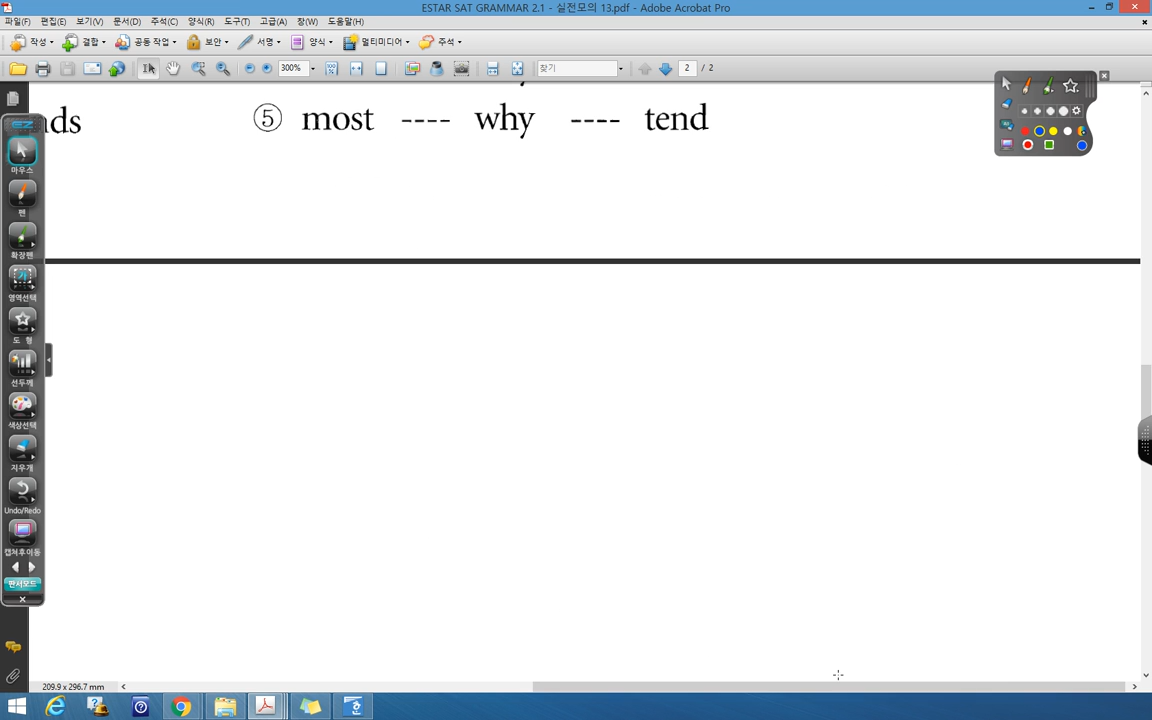 ESTAR SAT GRAMMAR 2.1 - 실전모의 13.pdf - Adobe Acrobat Pro
파일(F) 편집(E) 보기(V) 문서(D) 주석(C) 양식(R) 도구(T) 고급(A) 창(W) 도움말(H)
작성 결합 공동 작업 보안 서명 양식 멀티미디어 주석
300% 찾기 2 / 2
nds ⑤ most ---- why ---- tend
마우스
펜
확장펜
영역선택
도 형
선두께
색상선택
지우개
Undo/Redo
캡쳐후이동
판서모드
209.9 x 296.7 mm